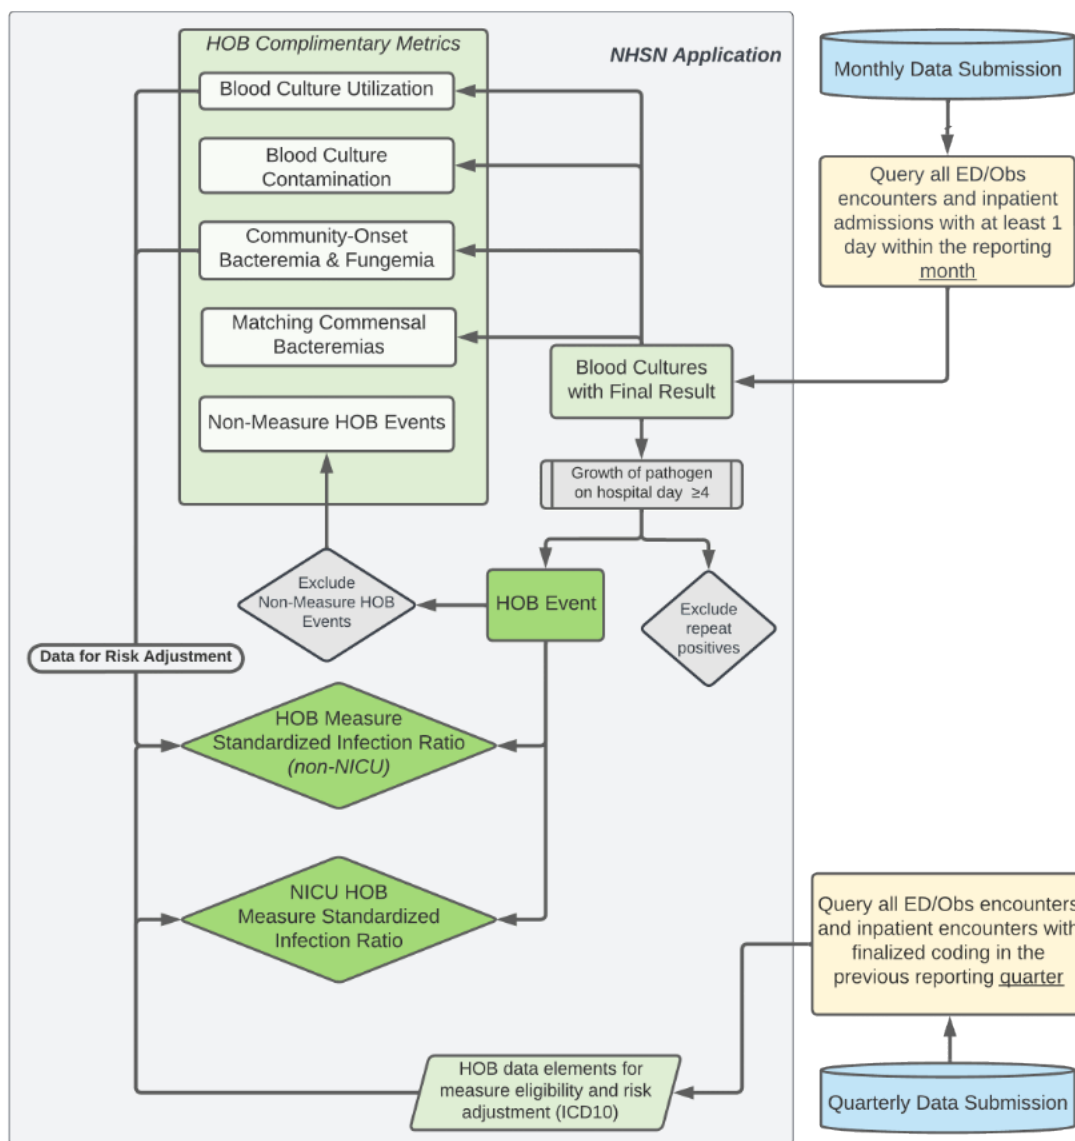 HOB Complimentary Metrics
NHSN Application
Blood Culture Utilization
Blood Culture
Contamination
Community-Onset
Bacteremia & Fungemia
Matching Commensal
Bacteremias
Non-Measure HOB Events
Monthly Data Submission
Query all ED/Obs
encounters and inpatient
admissions with at least 1
day within the reporting
month
Blood Cultures
with Final Result
Growth of pathogen
on hospital day ≥4
Exclude
Non-Measure HOB
Events
HOB Event
Exclude
repeat
positives
Data for Risk Adjustment
HOB Measure
Standardized Infection Ratio
(non-NICU)
NICU HOB
Measure Standardized
Infection Ratio
Query all ED/Obs encounters
and inpatient encounters with
finalized coding in the
previous reporting quarter
HOB data elements for
measure eligibility and risk
adjustment (ICD10)
Quarterly Data Submission